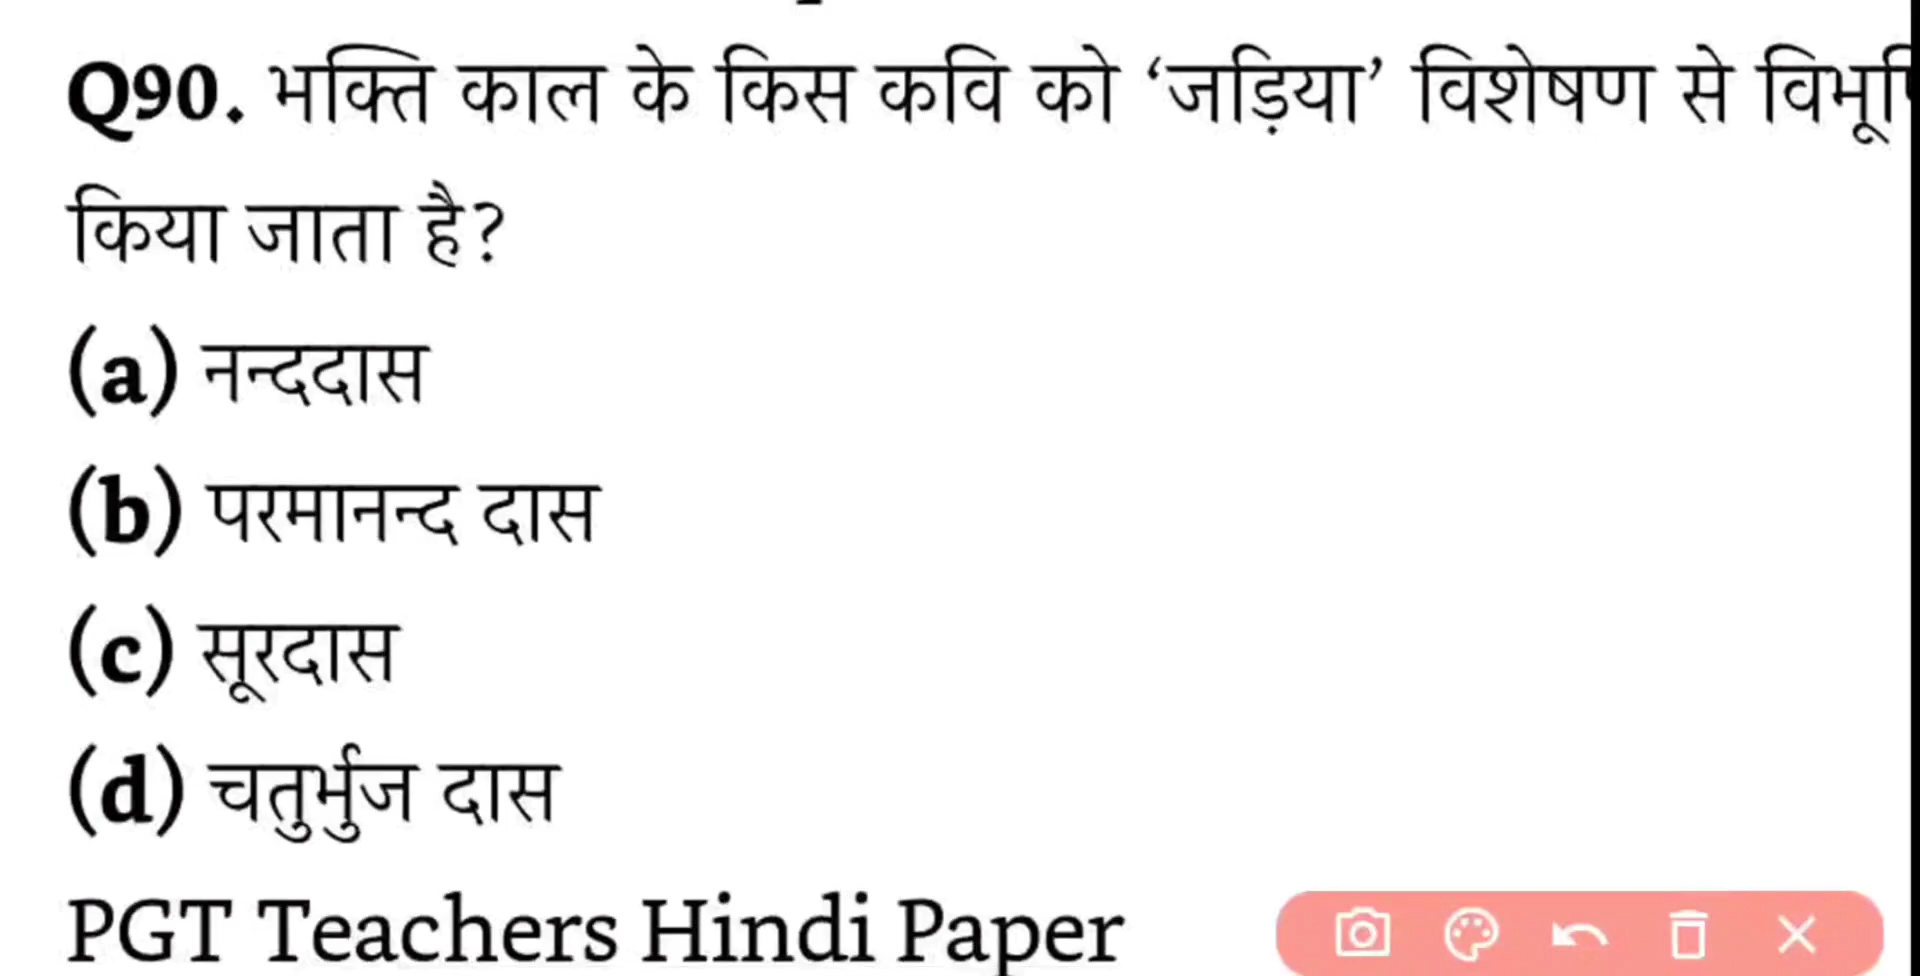 Q90. भक्ति काल के किस कवि को ‘जड़िया’ विशेषण से
किया जाता है?
(a) नन्ददास
(b) परमानन्द दास
(c) सूरदास
(d) चतुर्भुज दास
PGT Teachers Hindi Paper